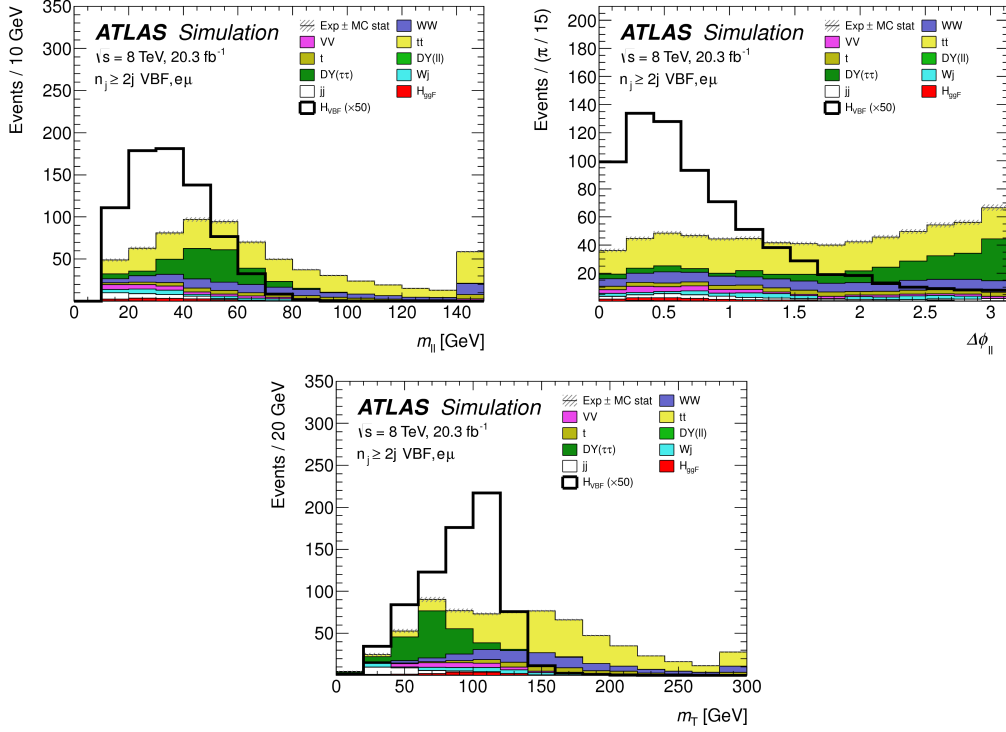 Events / 10 GeV
350
300
250
200
150
100
50
ATLAS Simulation
√s = 8 TeV, 20.3 fb⁻¹
n_j ≥ 2j VBF, eμ
Exp ± MC stat
WW
VV
tt
t
DY(ll)
DY(ττ)
Wj
jj
H_ggF
H_VBF (×50)
0 20 40 60 80 100 120 140
m_ll [GeV]
Events / (π / 15)
200
180
160
140
120
100
80
60
40
20
ATLAS Simulation
√s = 8 TeV, 20.3 fb⁻¹
n_j ≥ 2j VBF, eμ
Exp ± MC stat
WW
VV
tt
t
DY(ll)
DY(ττ)
Wj
jj
H_ggF
H_VBF (×50)
0 0.5 1 1.5 2 2.5 3
Δϕ_ll
Events / 20 GeV
350
300
250
200
150
100
50
ATLAS Simulation
√s = 8 TeV, 20.3 fb⁻¹
n_j ≥ 2j VBF, eμ
Exp ± MC stat
WW
VV
tt
t
DY(ll)
DY(ττ)
Wj
jj
H_ggF
H_VBF (×50)
0 50 100 150 200 250 300
m_T [GeV]